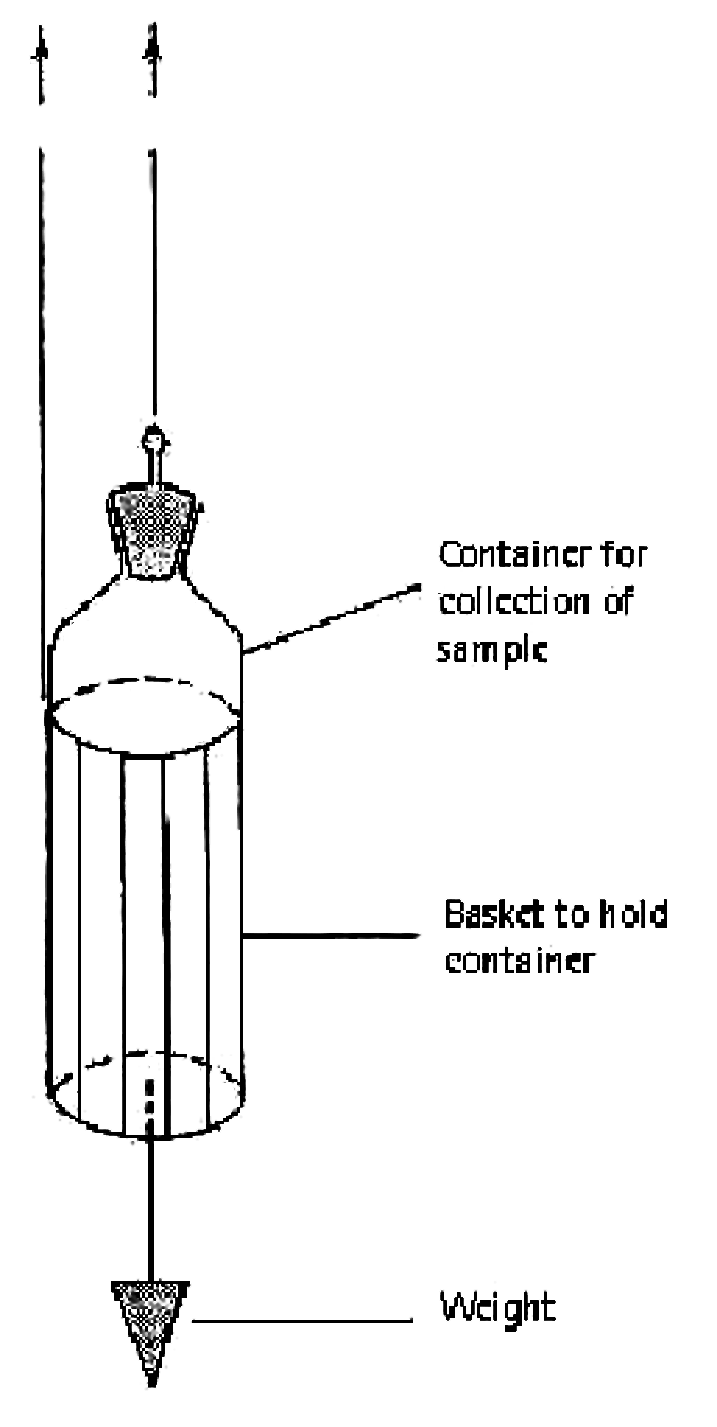 Container for
collection of
sample
Basket to hold
container
Weight